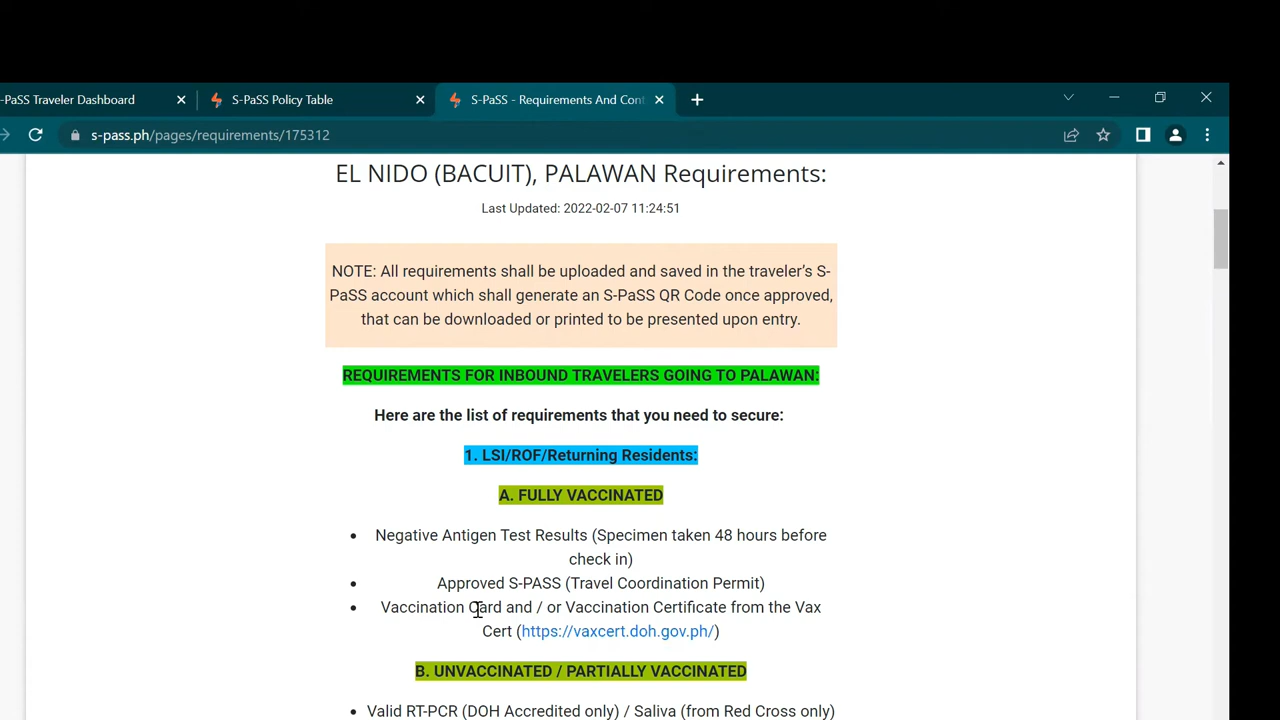 -PaSS Traveler Dashboard
S-PaSS Policy Table
S-PaSS - Requirements And Con
s-pass.ph/pages/requirements/175312
EL NIDO (BACUIT), PALAWAN Requirements:
Last Updated: 2022-02-07 11:24:51
NOTE: All requirements shall be uploaded and saved in the traveler’s S-
PaSS account which shall generate an S-PaSS QR Code once approved,
that can be downloaded or printed to be presented upon entry.
REQUIREMENTS FOR INBOUND TRAVELERS GOING TO PALAWAN:
Here are the list of requirements that you need to secure:
1. LSI/ROF/Returning Residents:
A. FULLY VACCINATED
• Negative Antigen Test Results (Specimen taken 48 hours before
check in)
• Approved S-PASS (Travel Coordination Permit)
• Vaccination Card and / or Vaccination Certificate from the Vax
Cert (https://vaxcert.doh.gov.ph/)
B. UNVACCINATED / PARTIALLY VACCINATED
• Valid RT-PCR (DOH Accredited only) / Saliva (from Red Cross only)